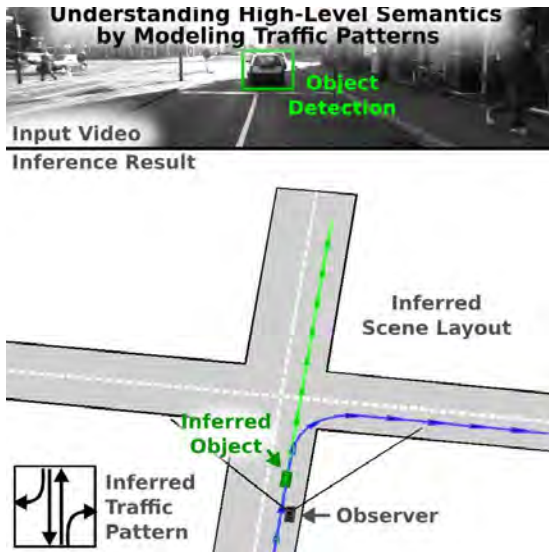 Understanding High-Level Semantics
by Modeling Traffic Patterns
Object
Detection
Input Video
Inference Result
Inferred
Scene Layout
Inferred
Object
Inferred
Traffic
Pattern
Observer